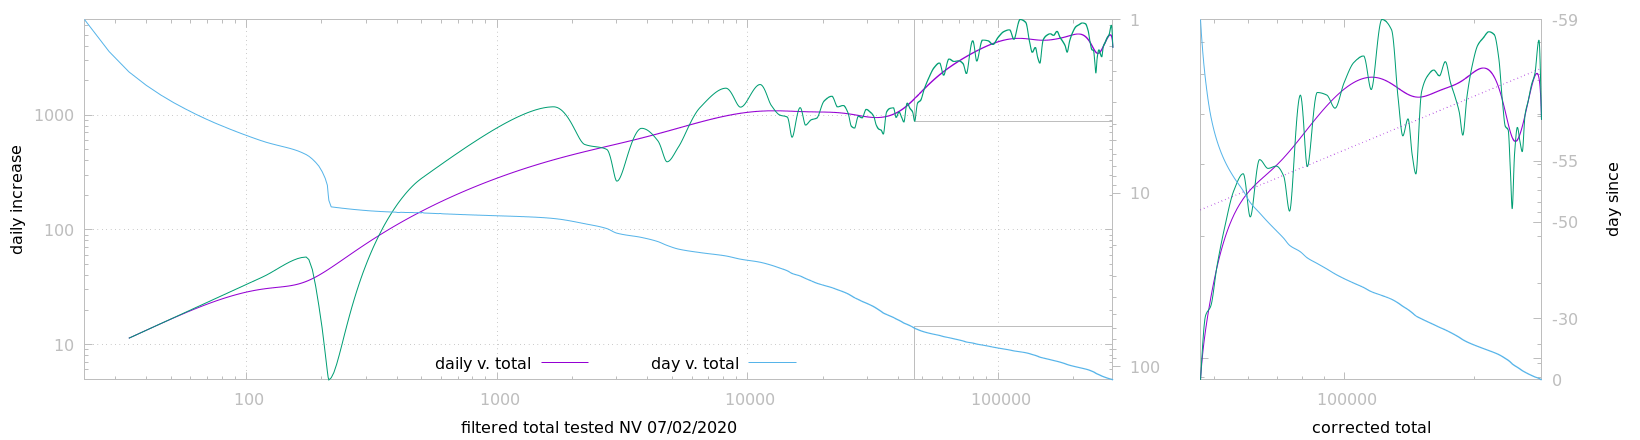 daily increase
1000
100
10
100
1000
10000
100000
filtered total tested NV 07/02/2020
daily v. total
day v. total
1
10
100
100000
corrected total
-59
-55
-50
-30
0
day since